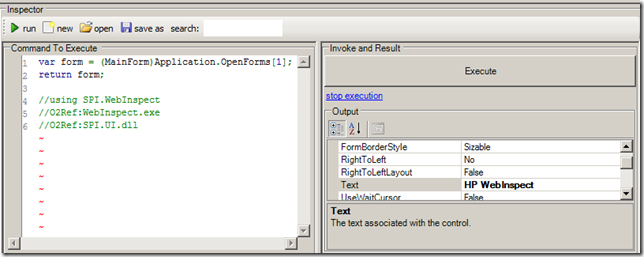 Inspector
run new open save as search:
Command To Execute
1 var form = (MainForm)Application.OpenForms[1];
2 return form;
3
4 //using SPI.WebInspect
5 //O2Ref:WebInspect.exe
6 //O2Ref:SPI.UI.dll
~
~
~
~
~
~
~
Invoke and Result
Execute
stop execution
Output
FormBorderStyle Sizable
RightToLeft No
RightToLeftLayout False
Text HP WebInspect
UseWaitCursor False
Text
The text associated with the control.